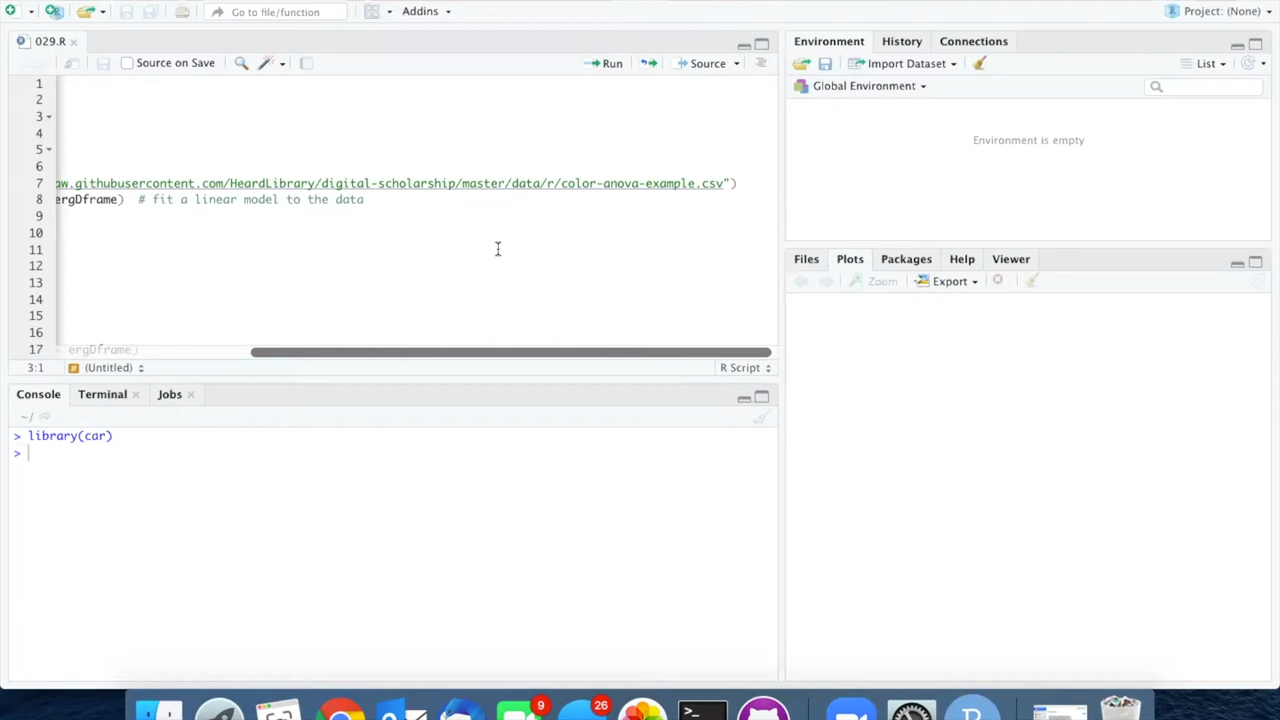 Go to file/function
Addins
Project: (None)
029.R
Source on Save
Run
Source
1
2
3
4
5
6
7 aw.githubusercontent.com/HeardLibrary/digital-scholarship/master/data/r/color-anova-example.csv")
8 ergDframe)  # fit a linear model to the data
9
10
11
12
13
14
15
16
17 ergDframe)
3:1 (Untitled) R Script
Console Terminal Jobs
~/
> library(car)
>
Environment History Connections
Import Dataset List
Global Environment
Environment is empty
Files Plots Packages Help Viewer
Zoom Export
9 26
>_
R